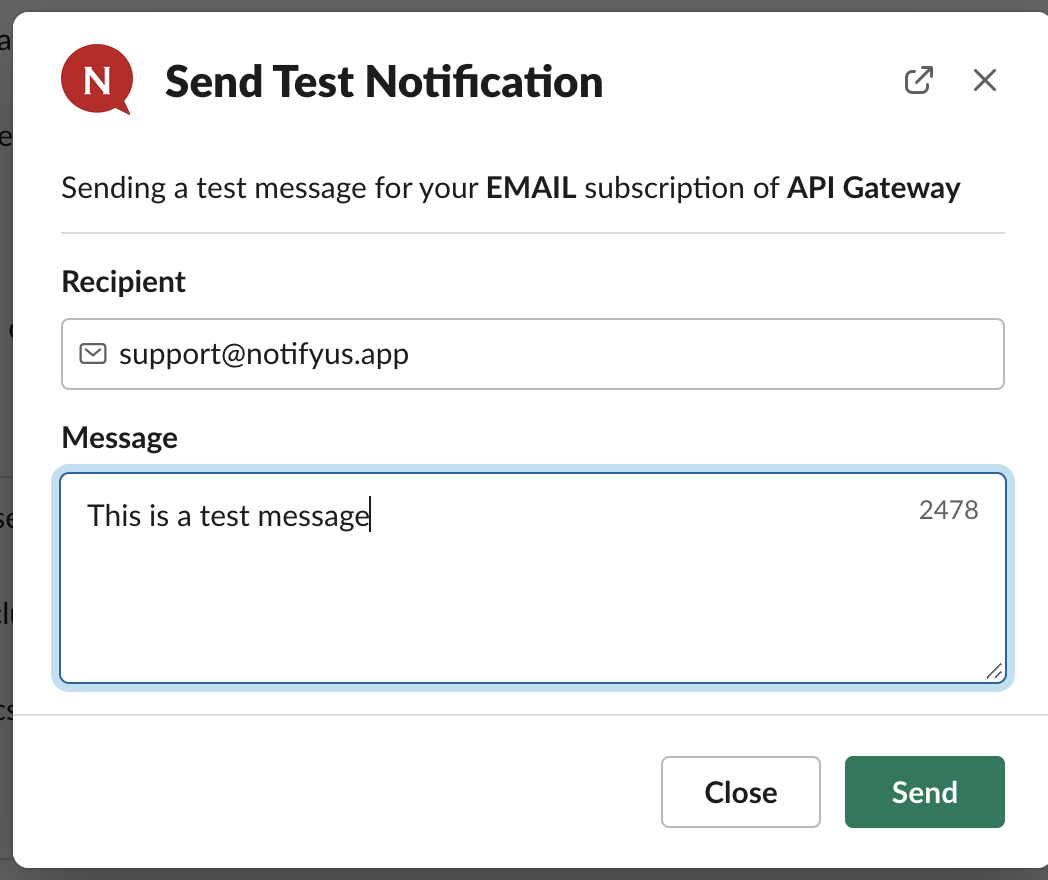 N
Send Test Notification
Sending a test message for your EMAIL subscription of API Gateway
Recipient
support@notifyus.app
Message
This is a test message
2478
Close
Send